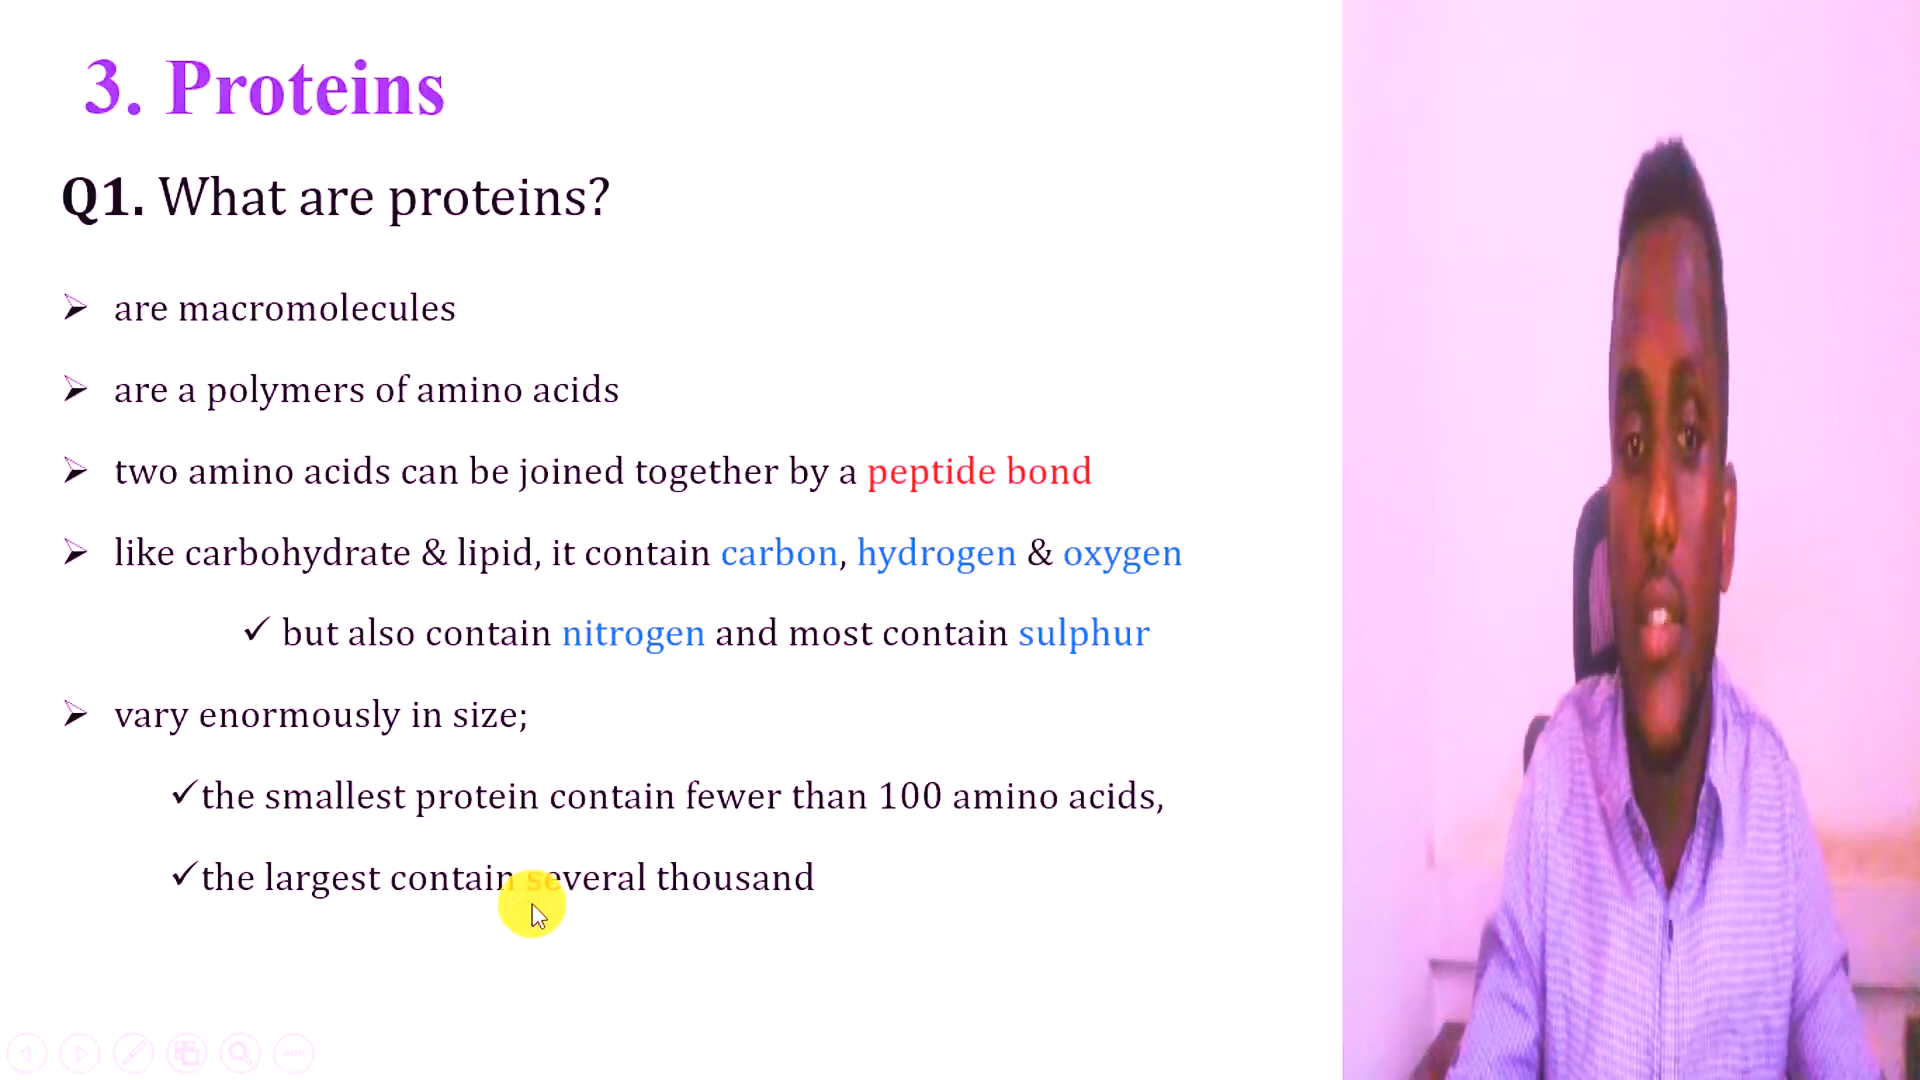 3. Proteins
Q1. What are proteins?
➢ are macromolecules
➢ are a polymers of amino acids
➢ two amino acids can be joined together by a peptide bond
➢ like carbohydrate & lipid, it contain carbon, hydrogen & oxygen
✓ but also contain nitrogen and most contain sulphur
➢ vary enormously in size;
✓the smallest protein contain fewer than 100 amino acids,
✓the largest contain several thousand